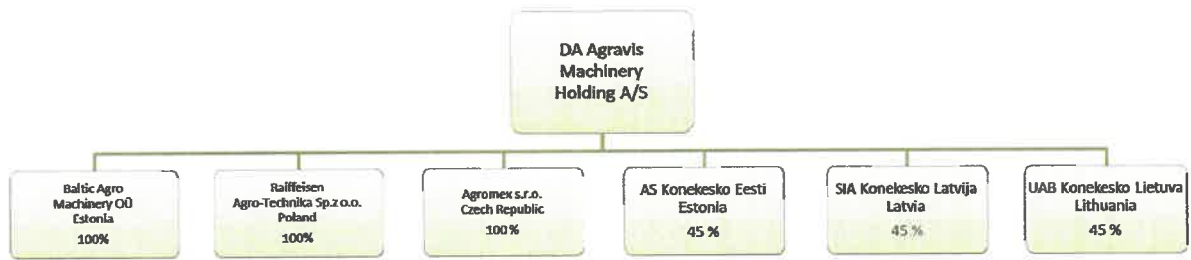 DA Agravis
Machinery
Holding A/S
Baltic Agro
Machinery OÜ
Estonia
100%
Raiffeisen
Agro-Technika Sp.z o.o.
Poland
100%
Agromex s.r.o.
Czech Republic
100%
AS Konekesko Eesti
Estonia
45 %
SIA Konekesko Latvija
Latvia
45 %
UAB Konekesko Lietuva
Lithuania
45 %